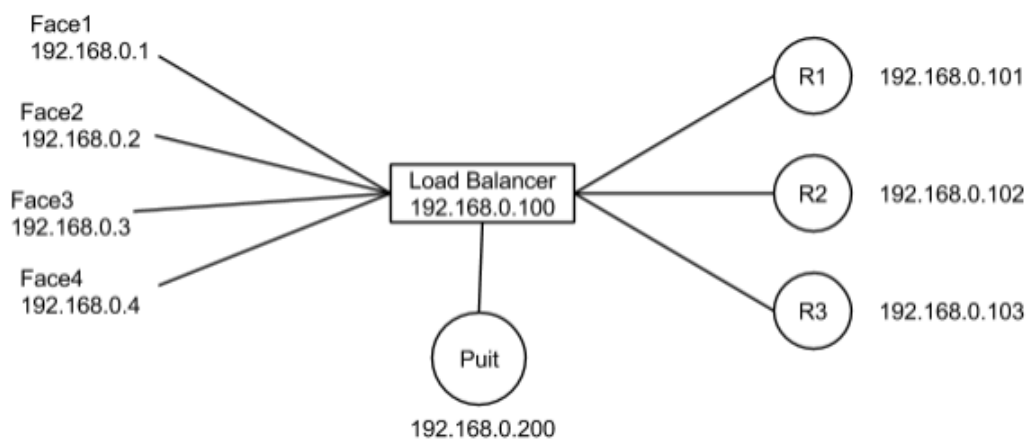 Face1
192.168.0.1
Face2
192.168.0.2
Face3
192.168.0.3
Face4
192.168.0.4
Load Balancer
192.168.0.100
Puit
192.168.0.200
R1
192.168.0.101
R2
192.168.0.102
R3
192.168.0.103